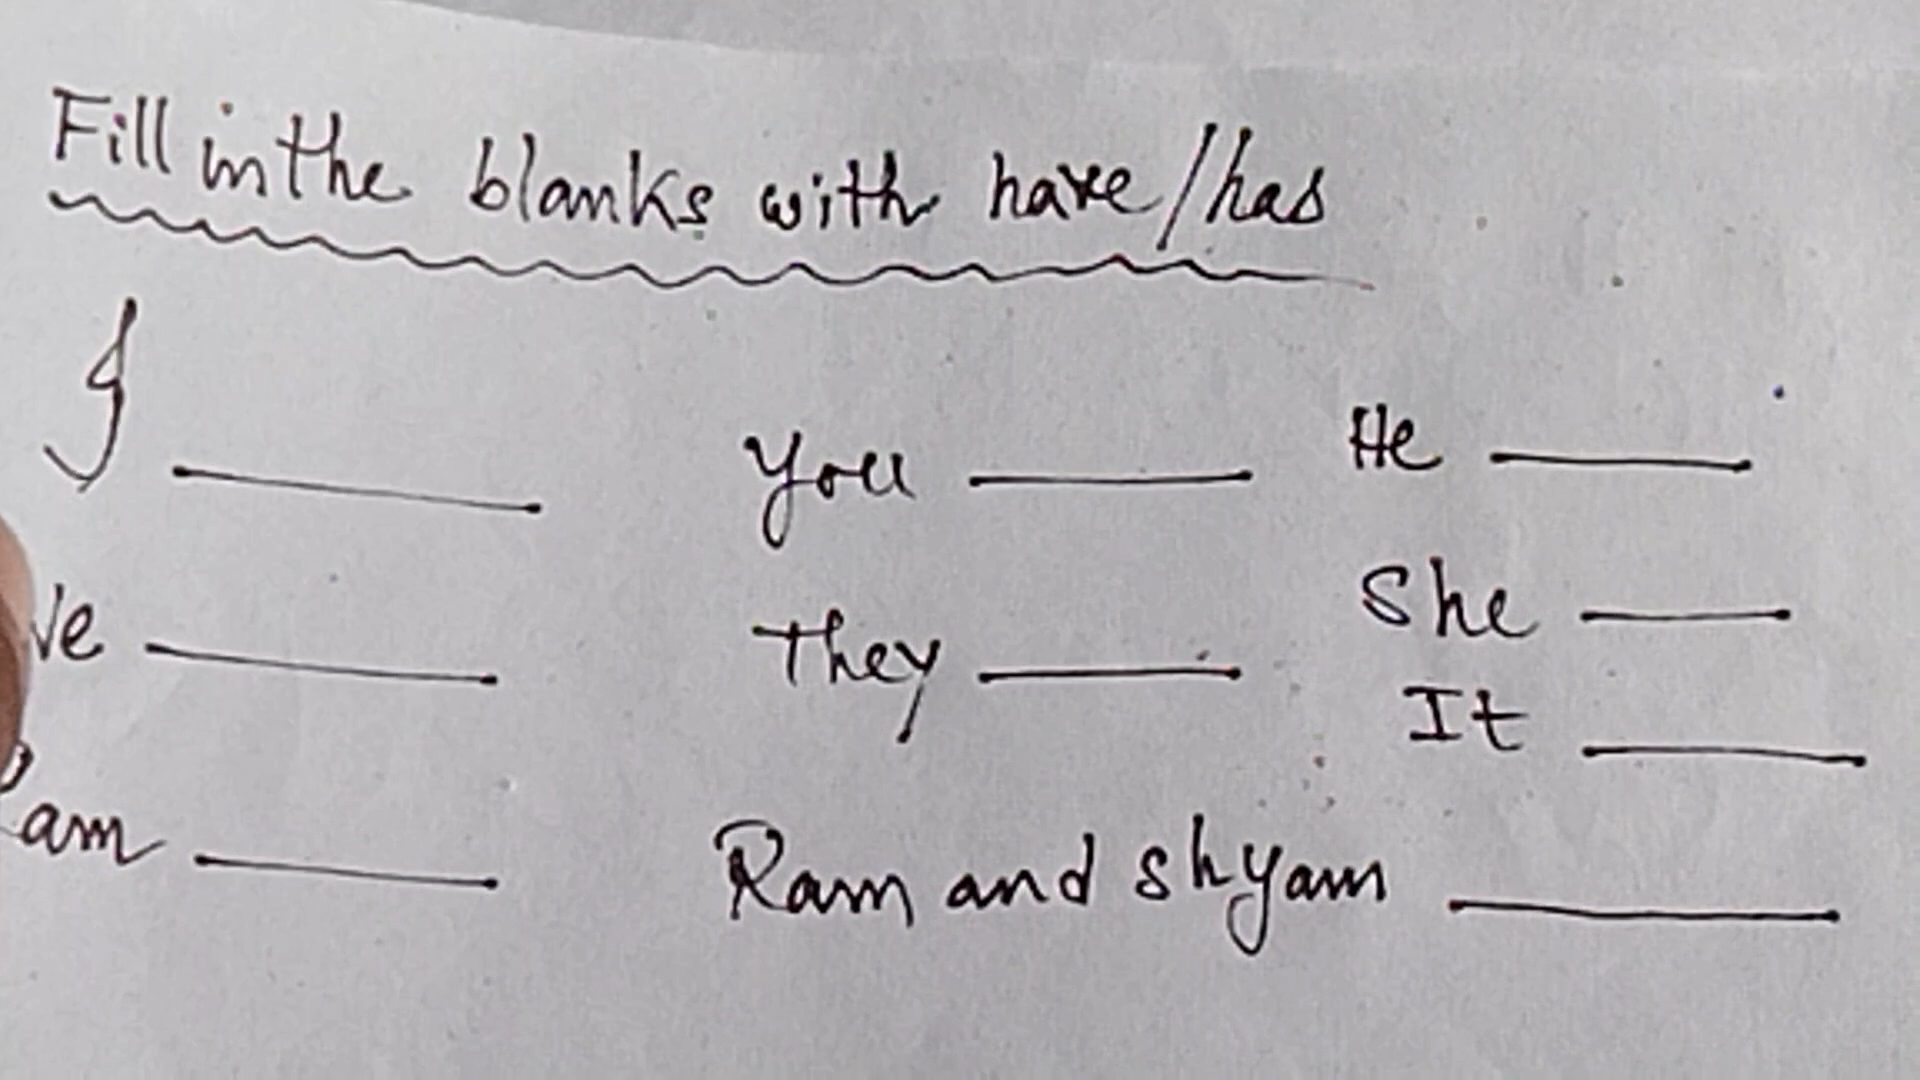 Fill in the blanks with have/has
I ______ You ______ He ______
We ______ They ______ She ______
It ______
Ram ______ Ram and shyam ______